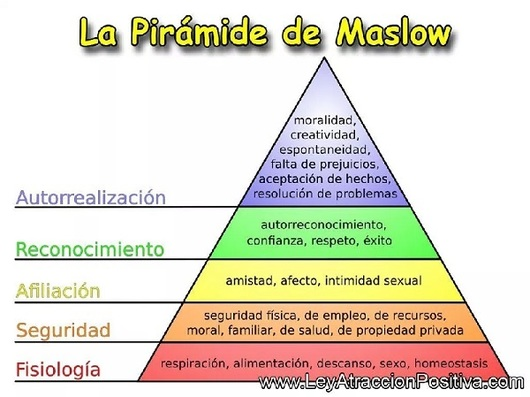 La Pirámide de Maslow
moralidad,
creatividad,
espontaneidad,
falta de prejuicios,
aceptación de hechos,
resolución de problemas
Autorrealización
autorreconocimiento,
confianza, respeto, éxito
Reconocimiento
amistad, afecto, intimidad sexual
Afiliación
seguridad física, de empleo, de recursos,
moral, familiar, de salud, de propiedad privada
Seguridad
respiración, alimentación, descanso, sexo, homeostasis
Fisiología
www.LeyAtraccionPositiva.com